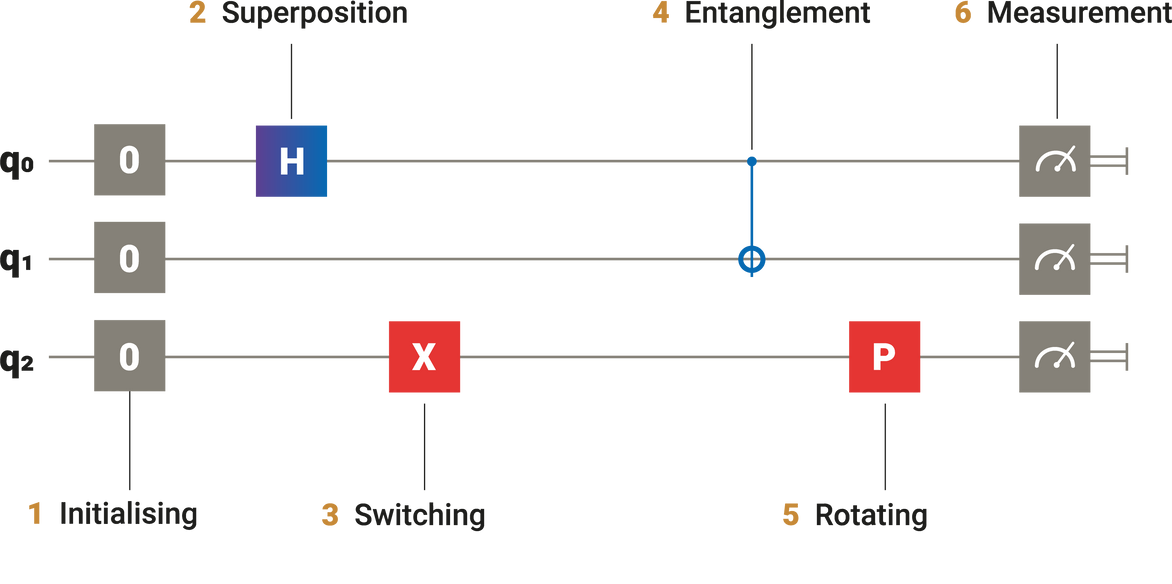 2 Superposition
4 Entanglement
6 Measurement
q₀ 0 H
q₁ 0
q₂ 0 X P
1 Initialising
3 Switching
5 Rotating